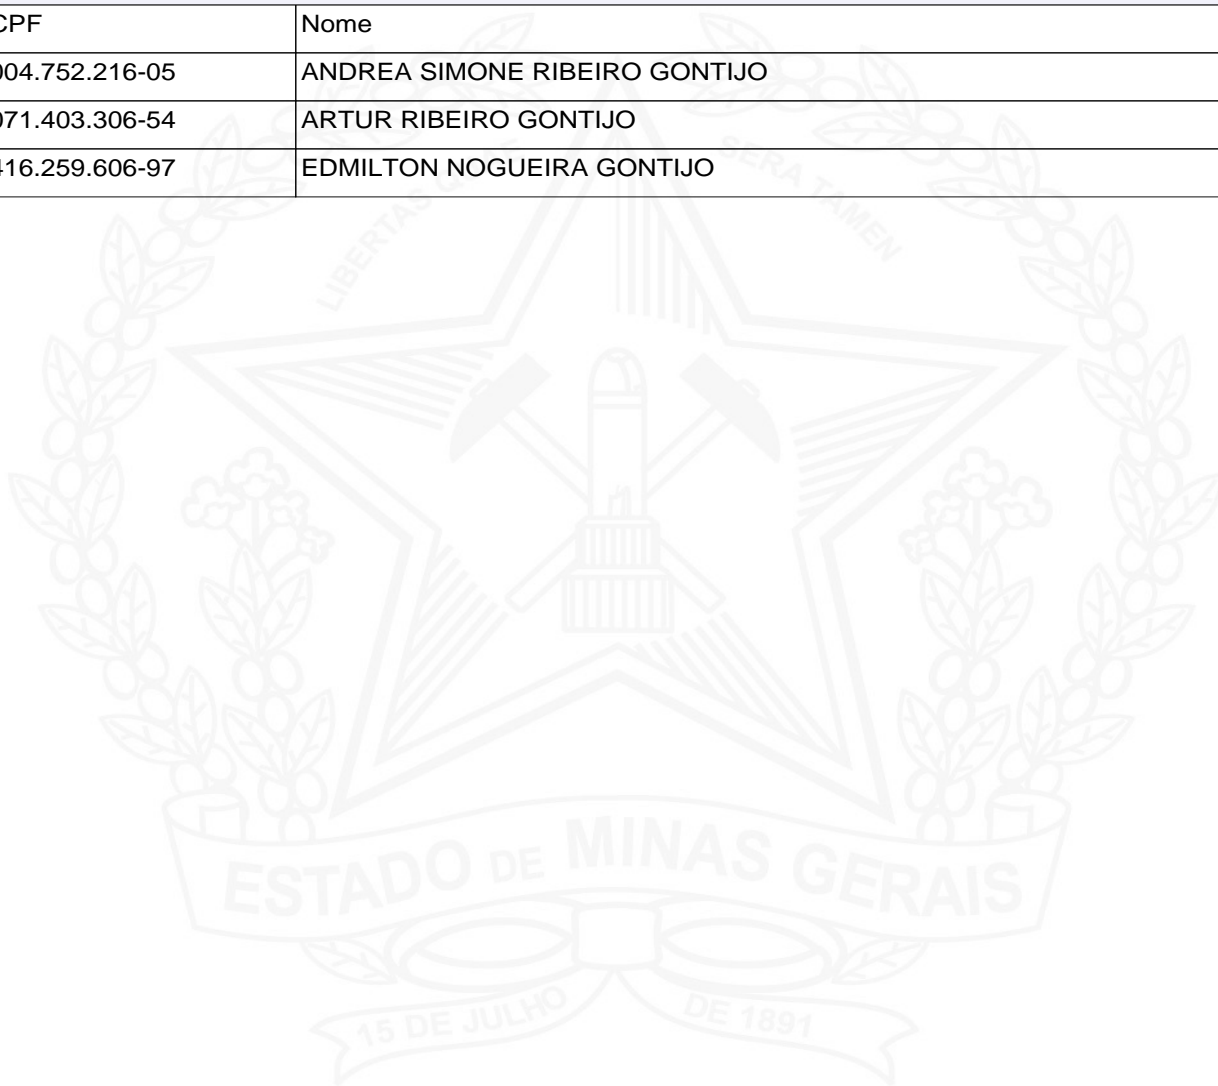 CPF Nome
004.752.216-05 ANDREA SIMONE RIBEIRO GONTIJO
071.403.306-54 ARTUR RIBEIRO GONTIJO
416.259.606-97 EDMILTON NOGUEIRA GONTIJO
LIBERTAS QUE SERA TAMEN
ESTADO DE MINAS GERAIS
15 DE JULHO DE 1891